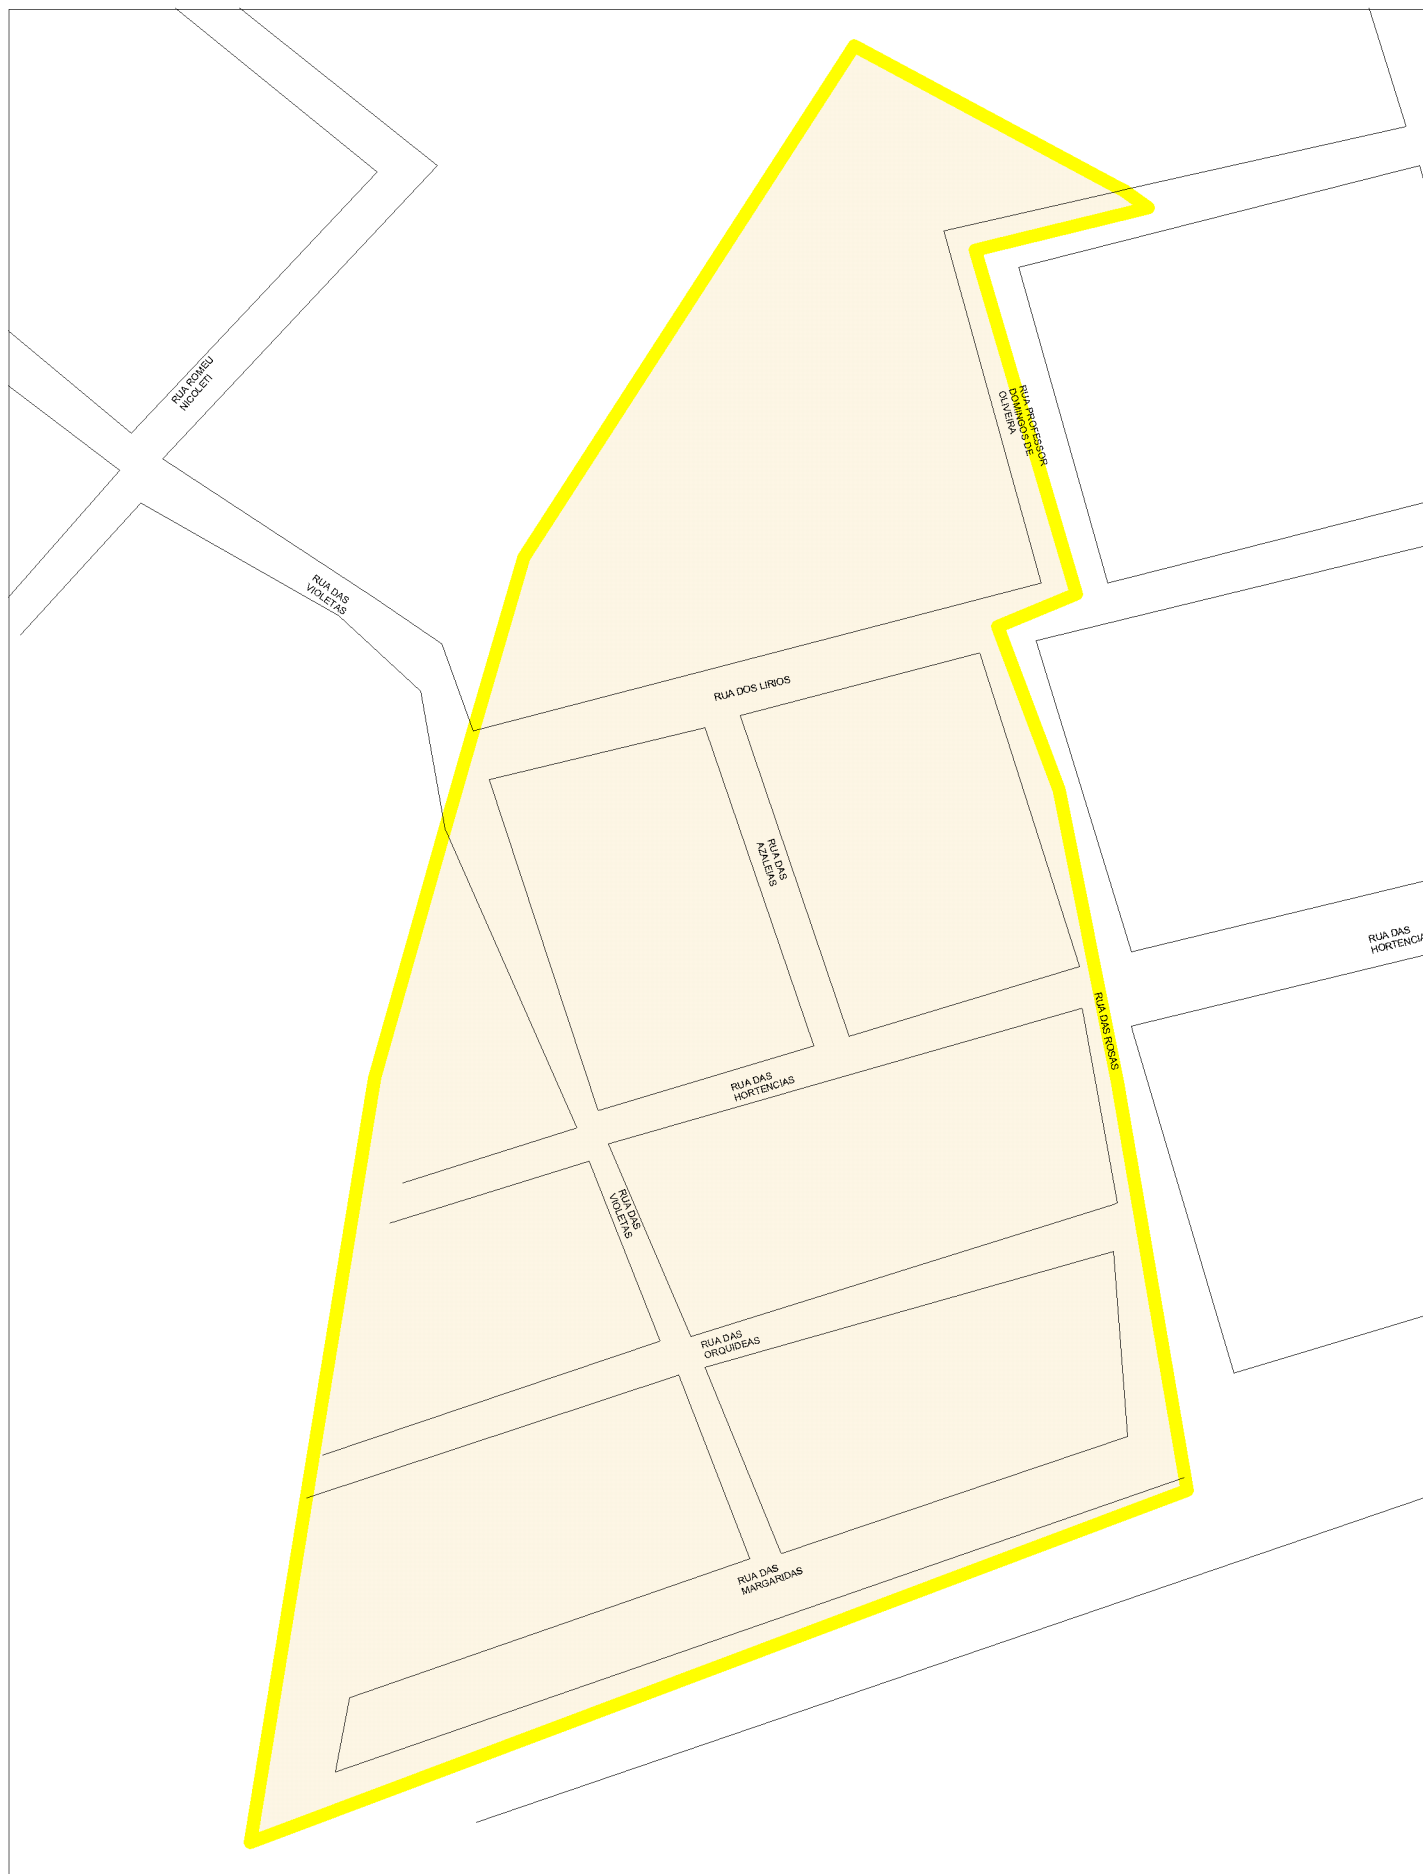 RUA ROMEU
NICOLETI
RUA PROFESSOR
DOMINGOS DE
OLIVEIRA
RUA DAS
VIOLETAS
RUA DOS LIRIOS
RUA DAS
AZALEIAS
RUA DAS
HORTENCIA
RUA DAS ROSAS
RUA DAS
HORTENCIAS
RUA DAS
VIOLETAS
RUA DAS
ORQUIDEAS
RUA DAS
MARGARIDAS